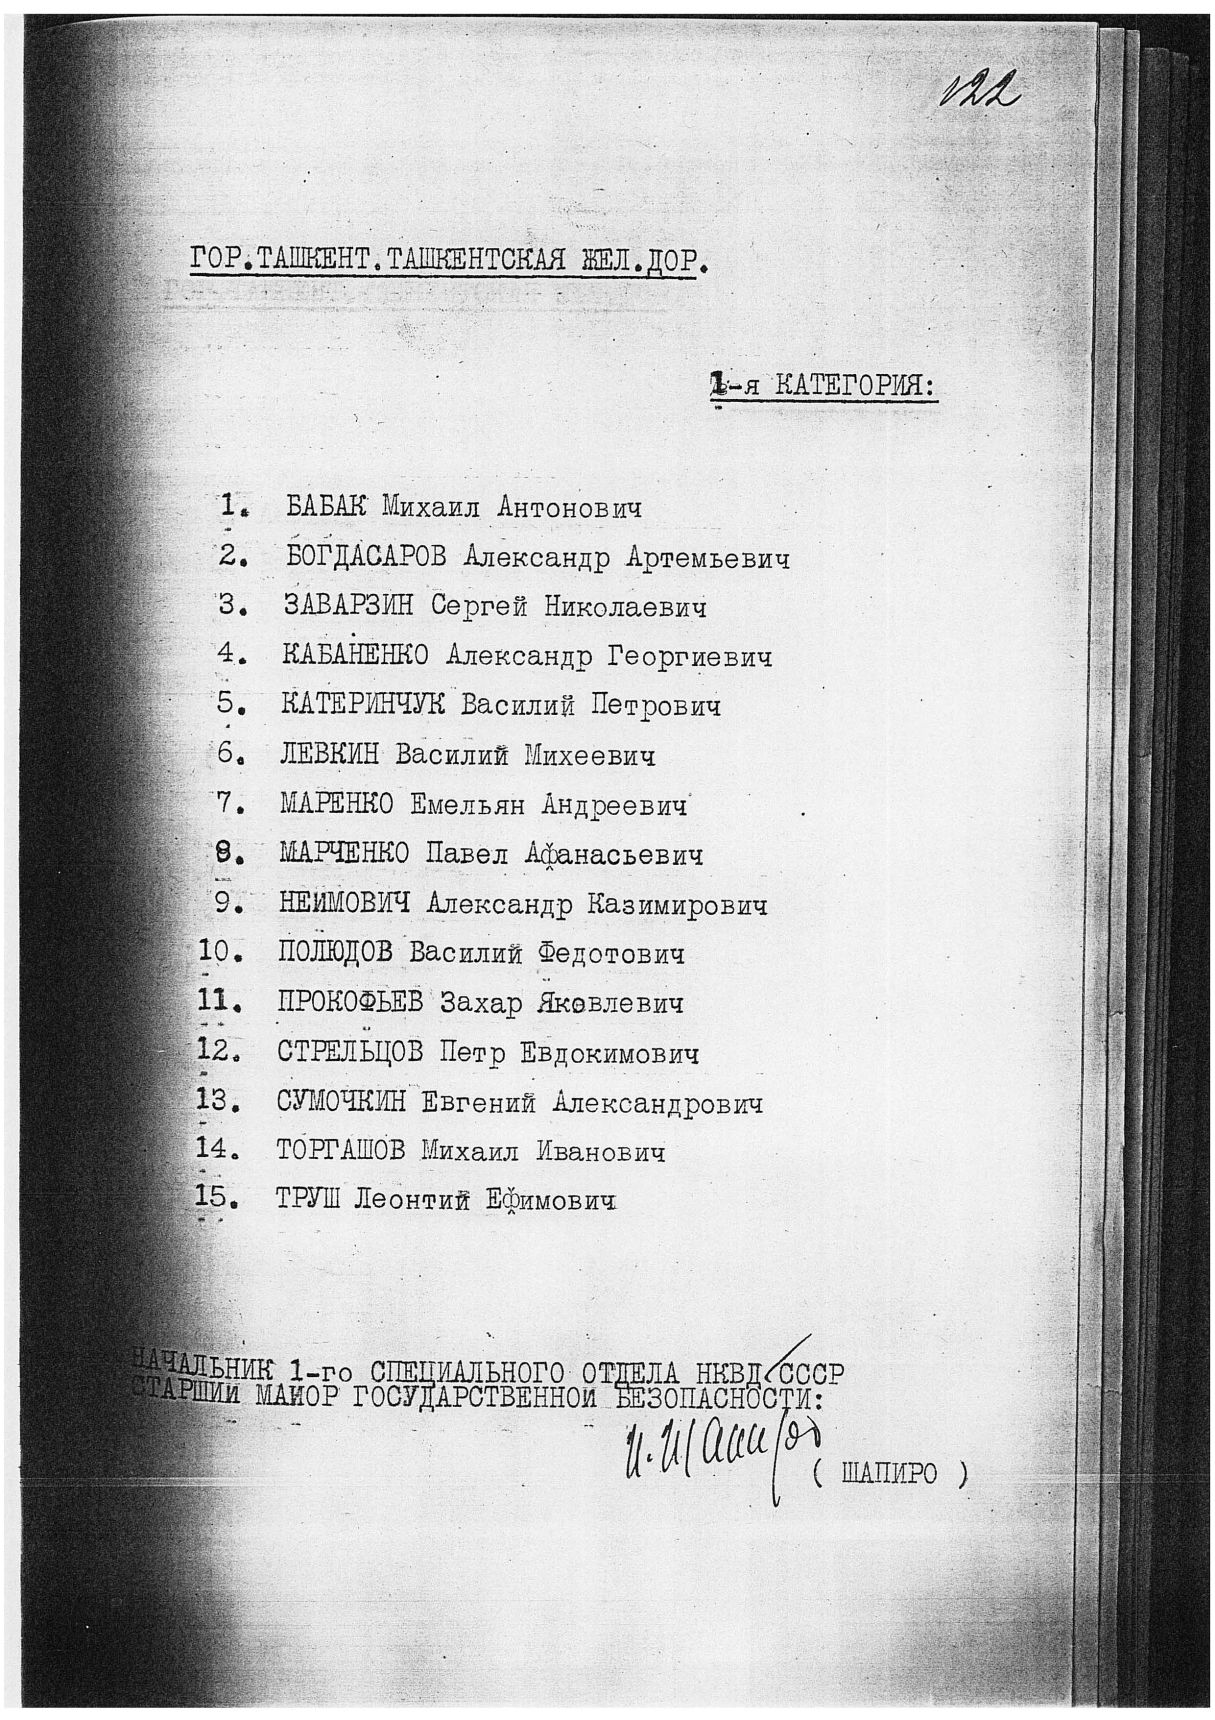 122
ГОР.ТАШКЕНТ.ТАШКЕНТСКАЯ ЖЕЛ.ДОР.
1-я КАТЕГОРИЯ:
1. БАБАК Михаил Антонович
2. БОГДАСАРОВ Александр Артемьевич
3. ЗАВАРЗИН Сергей Николаевич
4. КАБАНЕНКО Александр Георгиевич
5. КАТЕРИНЧУК Василий Петрович
6. ЛЕВКИН Василий Михеевич
7. МАРЕНКО Емельян Андреевич
8. МАРЧЕНКО Павел Афанасьевич
9. НЕИМОВИЧ Александр Казимирович
10. ПОЛЮДОВ Василий Федотович
11. ПРОКОФЬЕВ Захар Яковлевич
12. СТРЕЛЬЦОВ Петр Евдокимович
13. СУМОЧКИН Евгений Александрович
14. ТОРГАШОВ Михаил Иванович
15. ТРУШ Леонтий Ефимович
НАЧАЛЬНИК 1-го СПЕЦИАЛЬНОГО ОТДЕЛА НКВД СССР
СТАРШИЙ МАЙОР ГОСУДАРСТВЕННОЙ БЕЗОПАСНОСТИ:
И. Шапиро
( ШАПИРО )